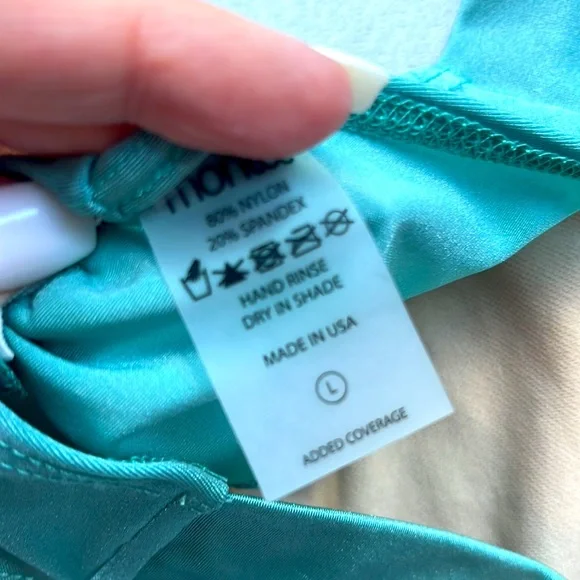 80% NYLON
20% SPANDEX
HAND RINSE
DRY IN SHADE
MADE IN USA
L
ADDED COVERAGE